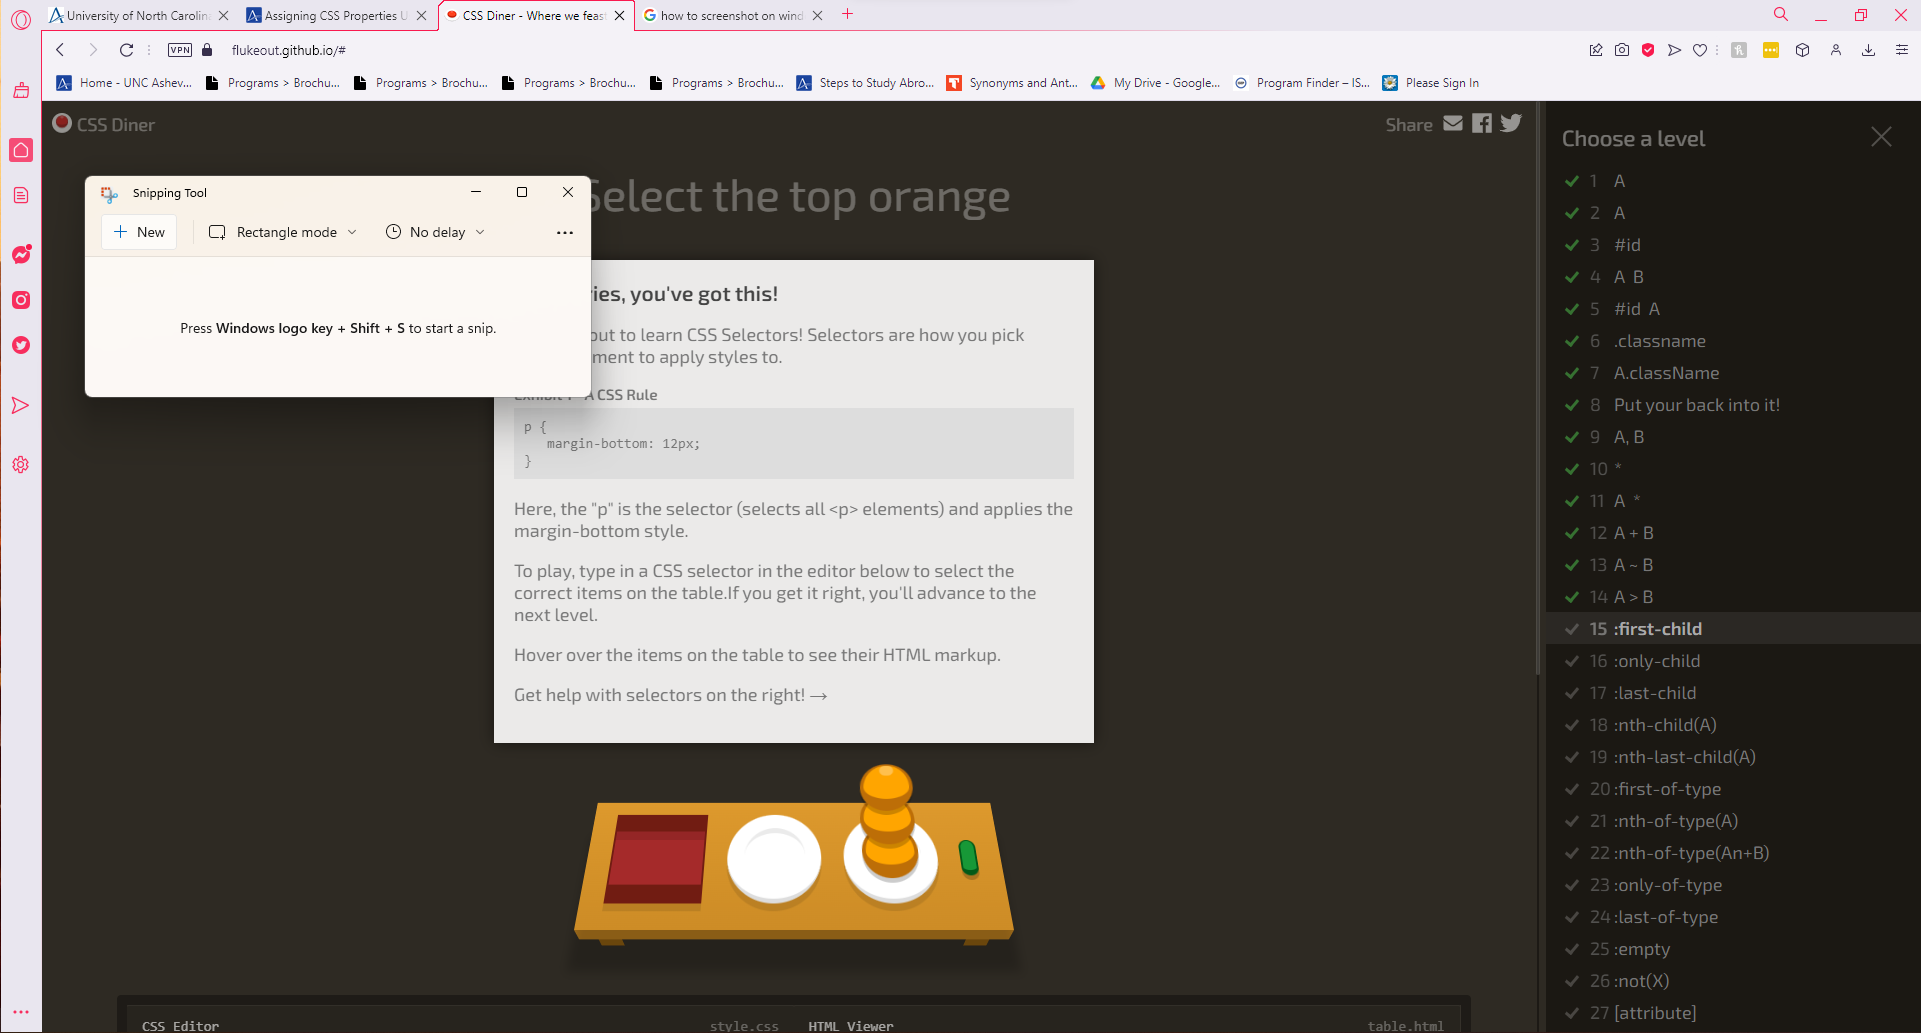 University of North Carolin
Assigning CSS Properties U
CSS Diner - Where we feas
how to screenshot on wind
VPN
flukeout.github.io/#
Home - UNC Ashev...
Programs > Brochu...
Programs > Brochu...
Programs > Brochu...
Programs > Brochu...
Steps to Study Abro...
Synonyms and Ant...
My Drive - Google...
Program Finder – IS...
Please Sign In
CSS Diner
Share
Select the top orange
Snipping Tool
New
Rectangle mode
No delay
Press Windows logo key + Shift + S to start a snip.
ries, you've got this!
out to learn CSS Selectors! Selectors are how you pick
ment to apply styles to.
A CSS Rule
p {
margin-bottom: 12px;
}
Here, the "p" is the selector (selects all <p> elements) and applies the
margin-bottom style.
To play, type in a CSS selector in the editor below to select the
correct items on the table.If you get it right, you'll advance to the
next level.
Hover over the items on the table to see their HTML markup.
Get help with selectors on the right! →
CSS Editor
style.css
HTML Viewer
table.html
Choose a level
1 A
2 A
3 #id
4 A B
5 #id A
6 .classname
7 A.className
8 Put your back into it!
9 A, B
10 *
11 A *
12 A + B
13 A ~ B
14 A > B
15 :first-child
16 :only-child
17 :last-child
18 :nth-child(A)
19 :nth-last-child(A)
20 :first-of-type
21 :nth-of-type(A)
22 :nth-of-type(An+B)
23 :only-of-type
24 :last-of-type
25 :empty
26 :not(X)
27 [attribute]